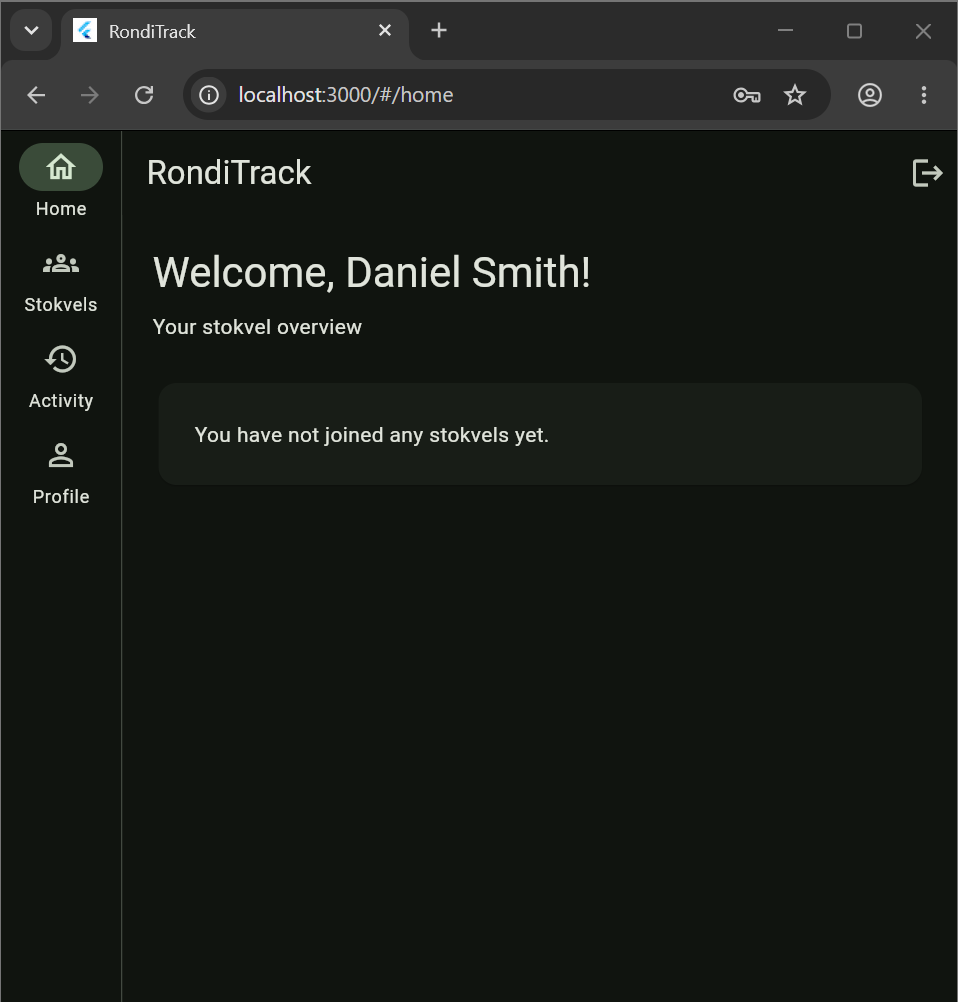 RondiTrack
localhost:3000/#/home
Home
Stokvels
Activity
Profile
RondiTrack
Welcome, Daniel Smith!
Your stokvel overview
You have not joined any stokvels yet.